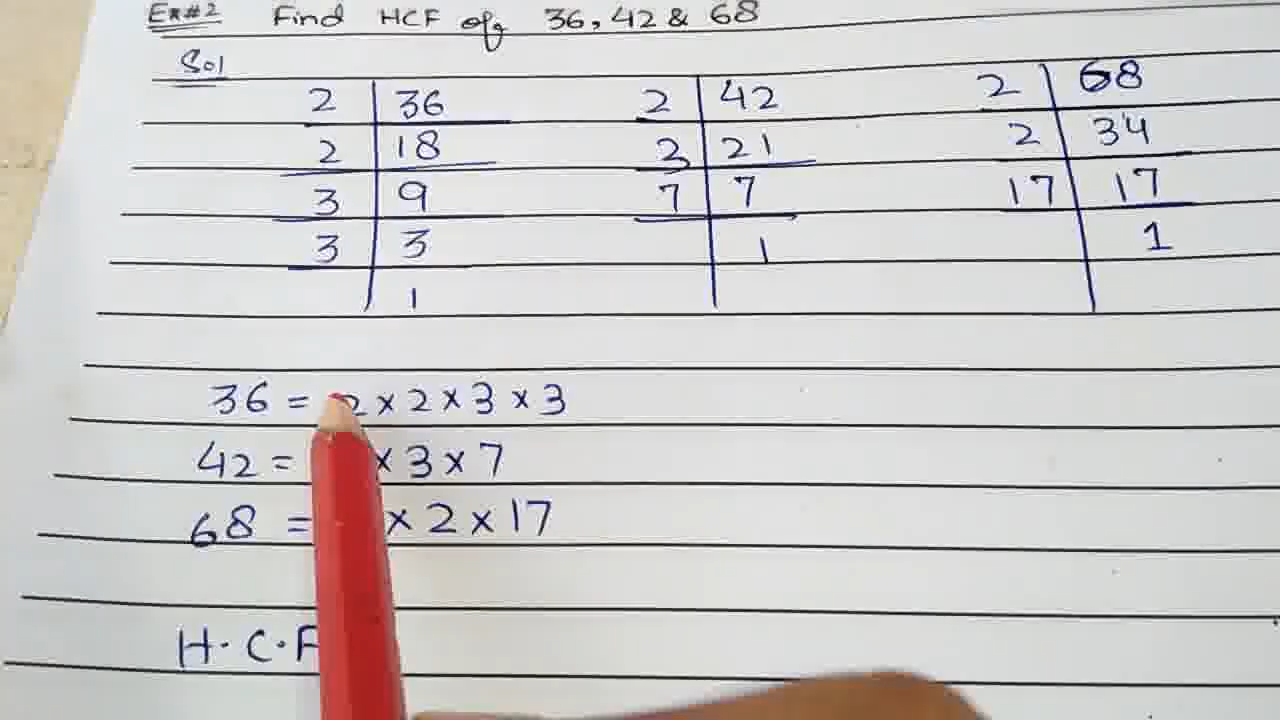 Ex#2 Find HCF of 36, 42 & 68
Sol
2 36 2 42 2 68
2 18 3 21 2 34
3 9 7 7 17 17
3 3 1 1
1
36 = 2 × 2 × 3 × 3
42 = × 3 × 7
68 = × 2 × 17
H.C.F